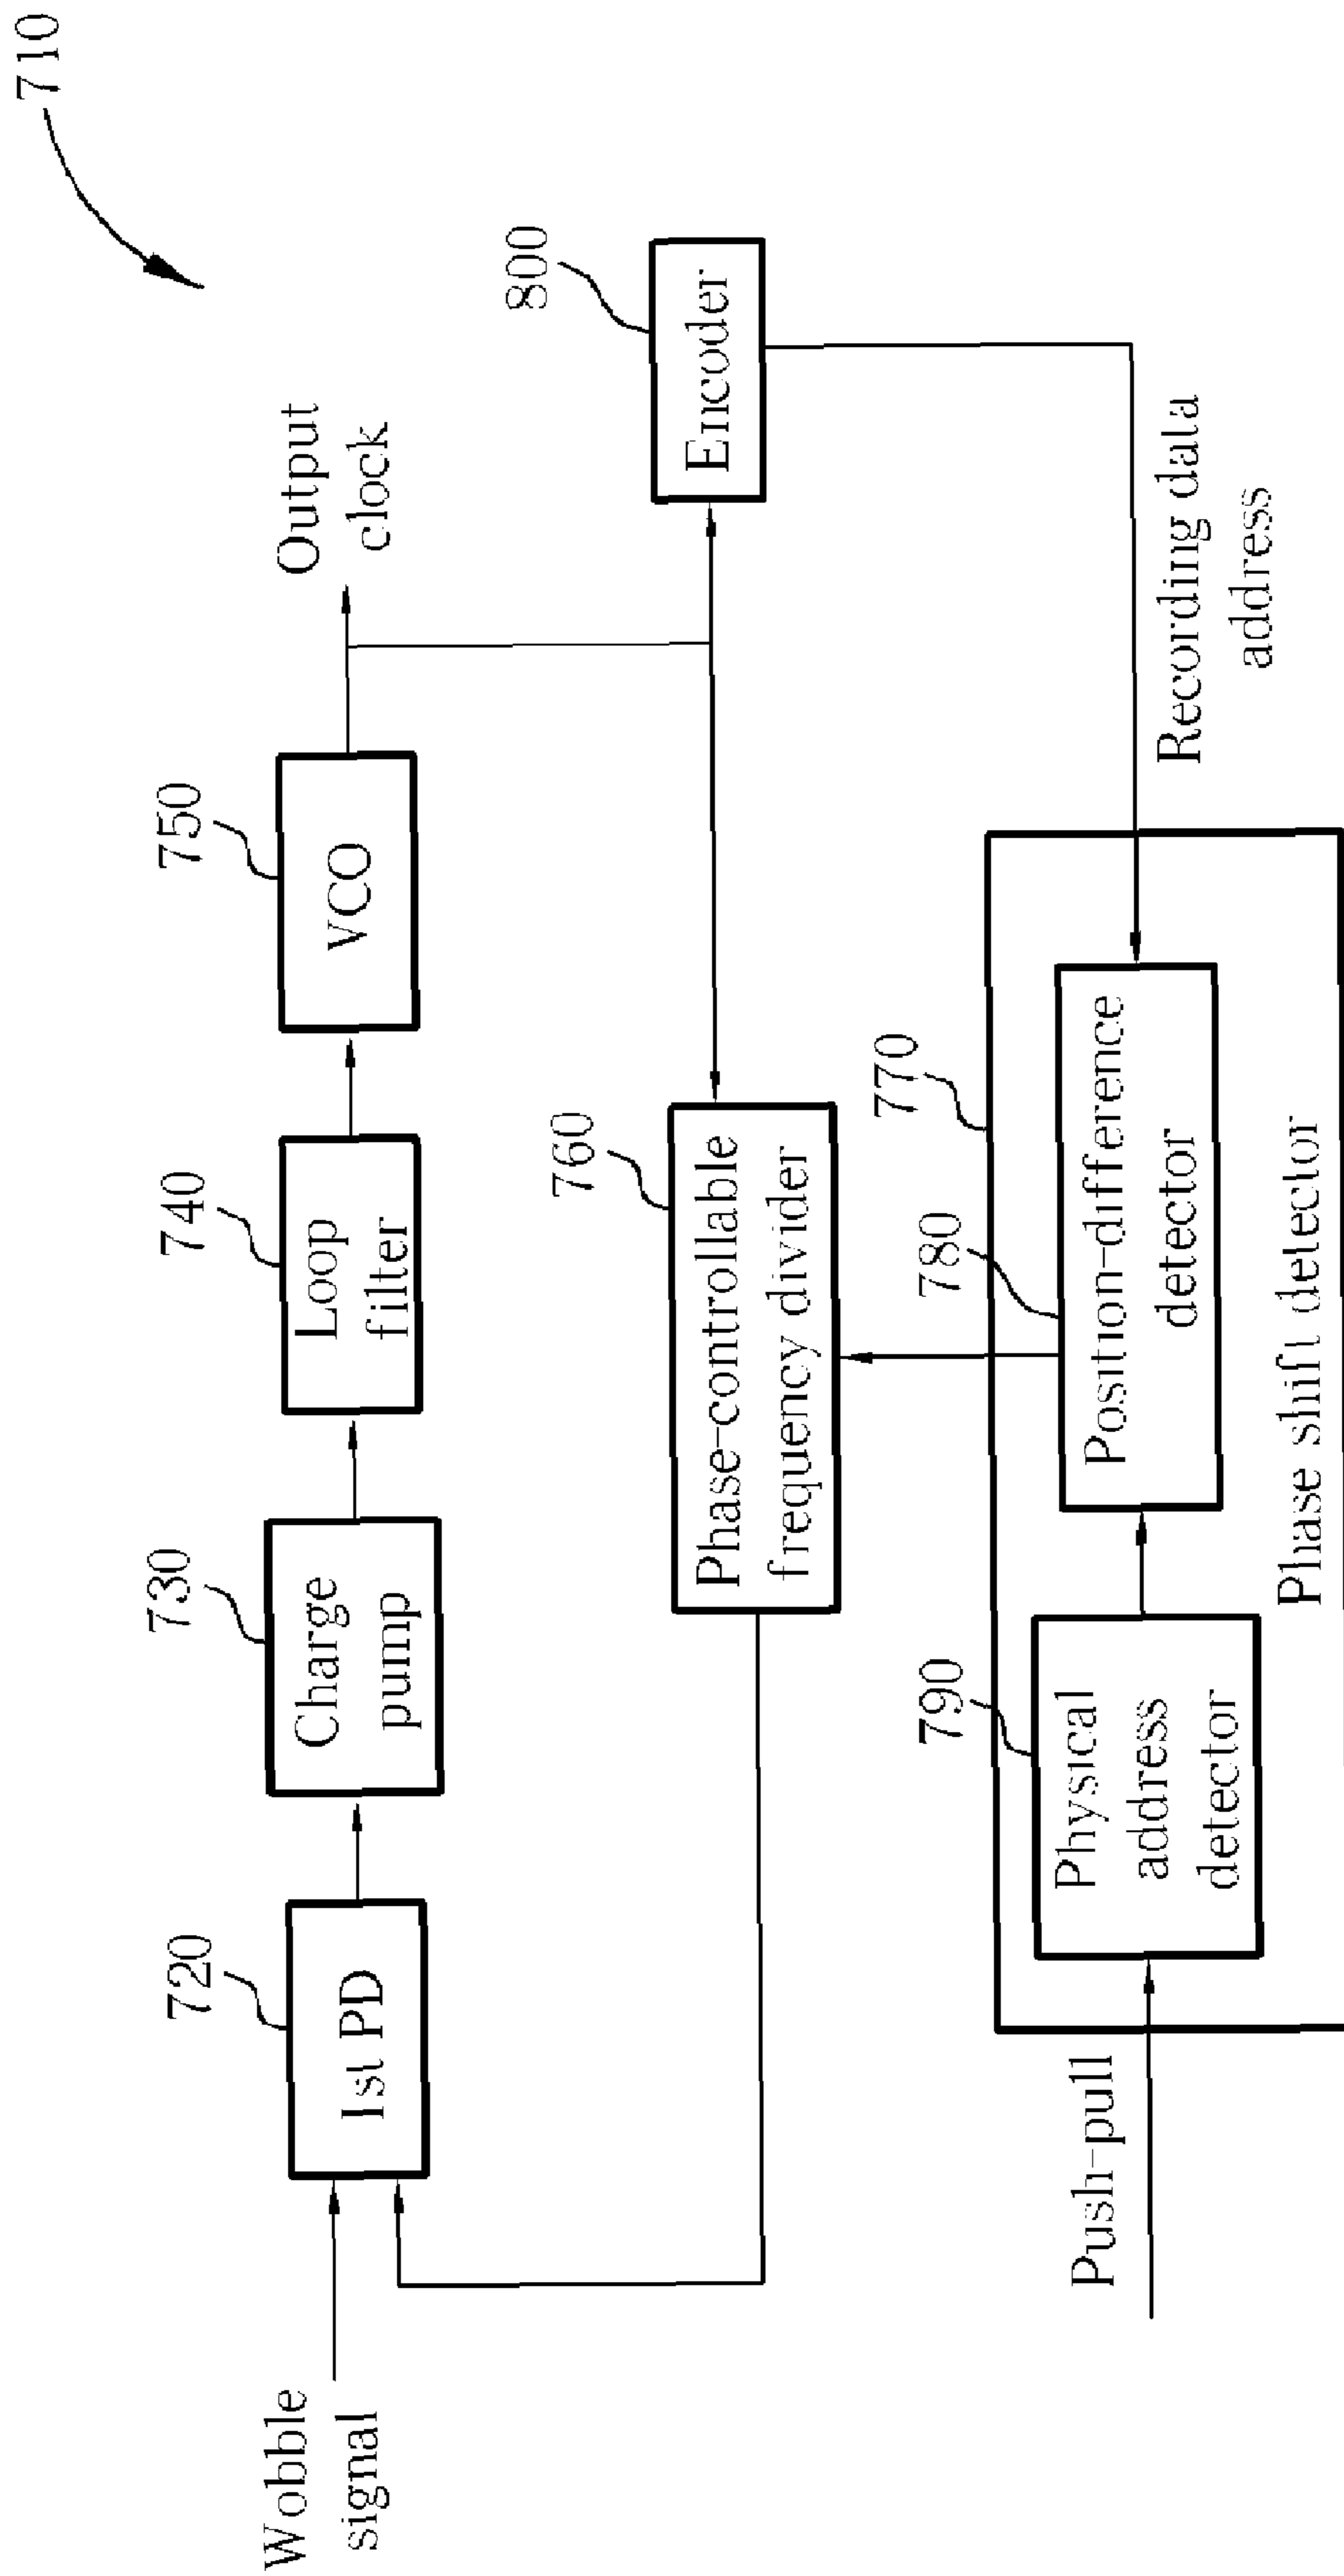 710
720
730
740
750
Wobble
signal
1st PD
Charge
pump
Loop
filter
VCO
Output
clock
760
800
Phase-controllable
frequency divider
Encoder
770
790
780
Push-pull
Physical
address
detector
Position-difference
detector
Recording data
address
Phase shift detector